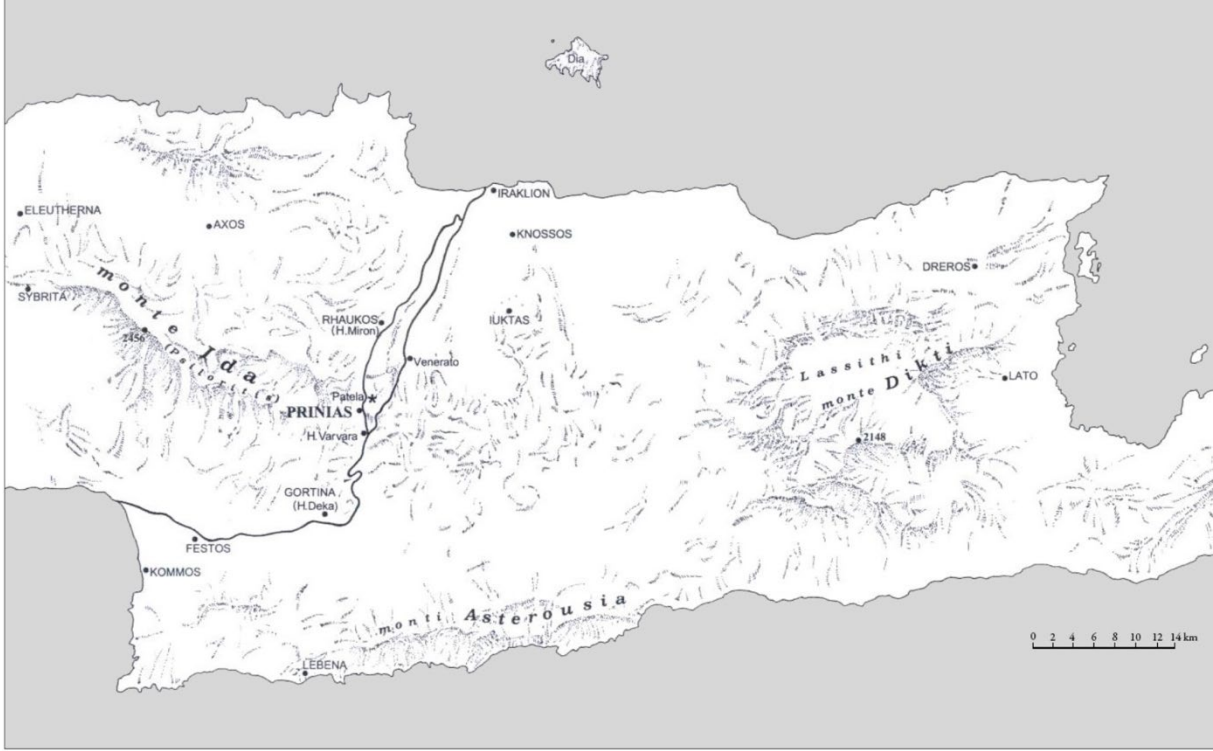 Dia
IRAKLION
ELEUTHERNA
AXOS
KNOSSOS
DREROS
SYBRITA
monte Ida
(Psiloritis)
2456
RHAUKOS
(H.Miron)
IUKTAS
Venerato
Lassithi
monte Dikti
LATO
Patela
PRINIAS
H.Varvara
2148
GORTINA
(H.Deka)
FESTOS
KOMMOS
monti Asterousia
LEBENA
0 2 4 6 8 10 12 14 km